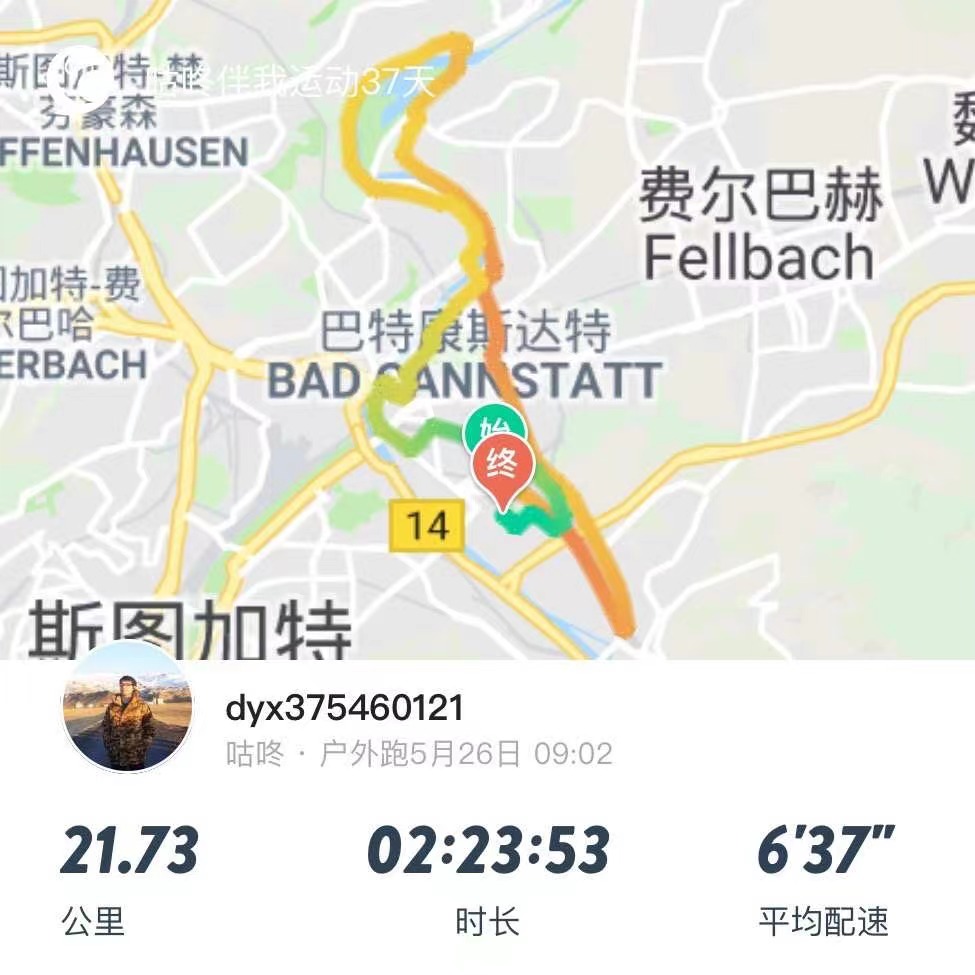 斯图加特-楚
咕咚伴我运动37天
芬豪森
FFENHAUSEN
费尔巴赫
Fellbach
W
加特-费
尔巴哈
ERBACH
巴特康斯达特
BAD CANNSTATT
始
终
14
斯图加特
dyx375460121
咕咚 · 户外跑5月26日 09:02
21.73
02:23:53
6'37"
公里
时长
平均配速